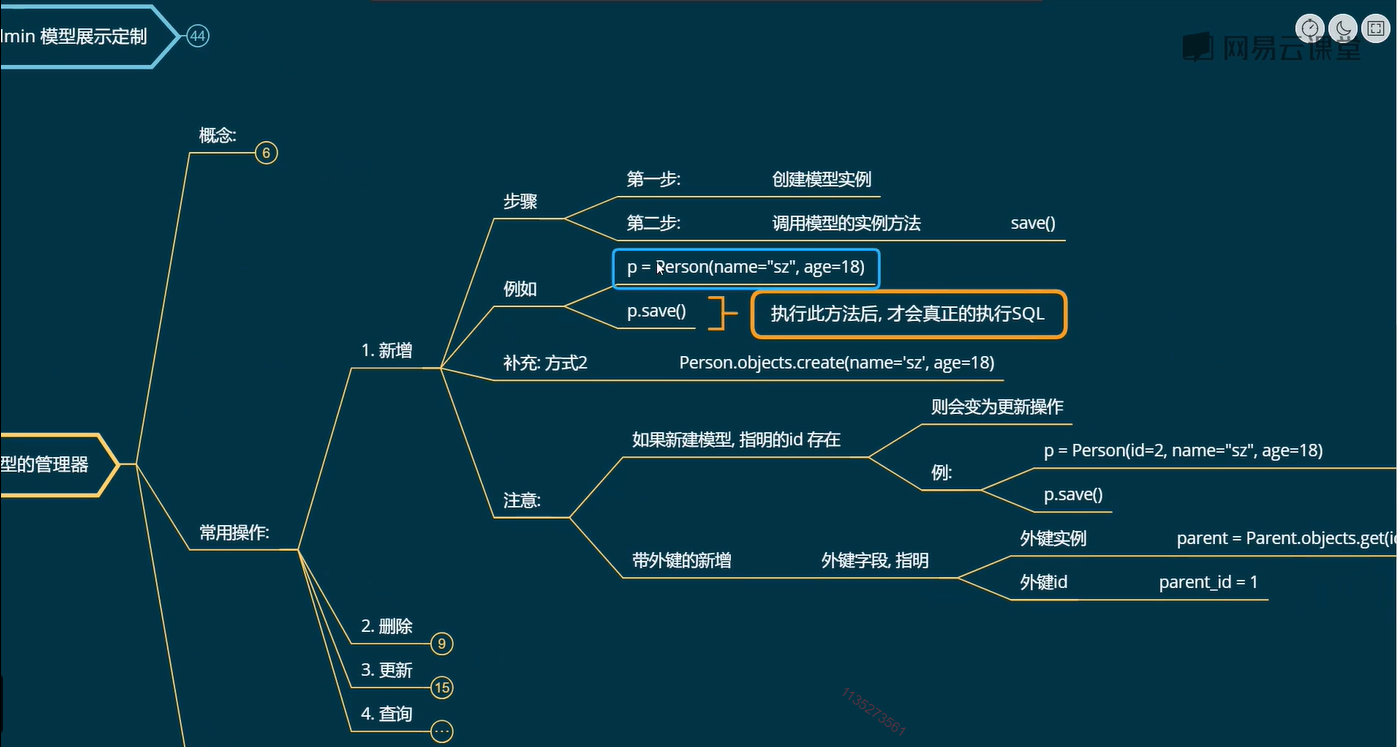 lmin 模型展示定制
44
网易云课堂
概念:
6
步骤
第一步: 创建模型实例
第二步: 调用模型的实例方法 save()
例如
p = Person(name="sz", age=18)
p.save()
执行此方法后, 才会真正的执行SQL
1. 新增
补充: 方式2 Person.objects.create(name='sz', age=18)
注意:
如果新建模型, 指明的id 存在
则会变为更新操作
例:
p = Person(id=2, name="sz", age=18)
p.save()
带外键的新增 外键字段, 指明
外键实例 parent = Parent.objects.get(i
外键id parent_id = 1
型的管理器
常用操作:
2. 删除
9
3. 更新
15
4. 查询
...
1135273561